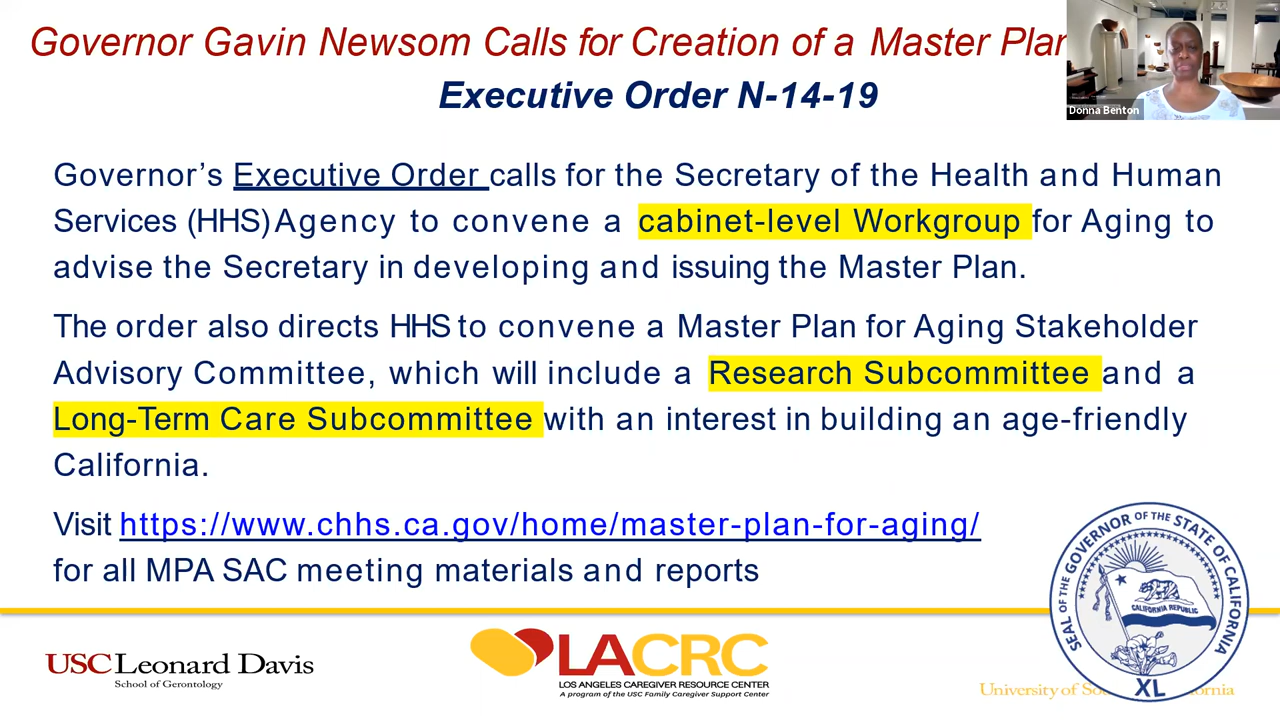 Governor Gavin Newsom Calls for Creation of a Master Plan
Executive Order N-14-19
Donna Benton
Governor’s Executive Order calls for the Secretary of the Health and Human
Services (HHS) Agency to convene a cabinet-level Workgroup for Aging to
advise the Secretary in developing and issuing the Master Plan.
The order also directs HHS to convene a Master Plan for Aging Stakeholder
Advisory Committee, which will include a Research Subcommittee and a
Long-Term Care Subcommittee with an interest in building an age-friendly
California.
Visit https://www.chhs.ca.gov/home/master-plan-for-aging/
for all MPA SAC meeting materials and reports
SEAL OF THE GOVERNOR OF THE STATE OF CALIFORNIA
CALIFORNIA REPUBLIC
XL
USC Leonard Davis
School of Gerontology
LACRC
LOS ANGELES CAREGIVER RESOURCE CENTER
A program of the USC Family Caregiver Support Center
University of So